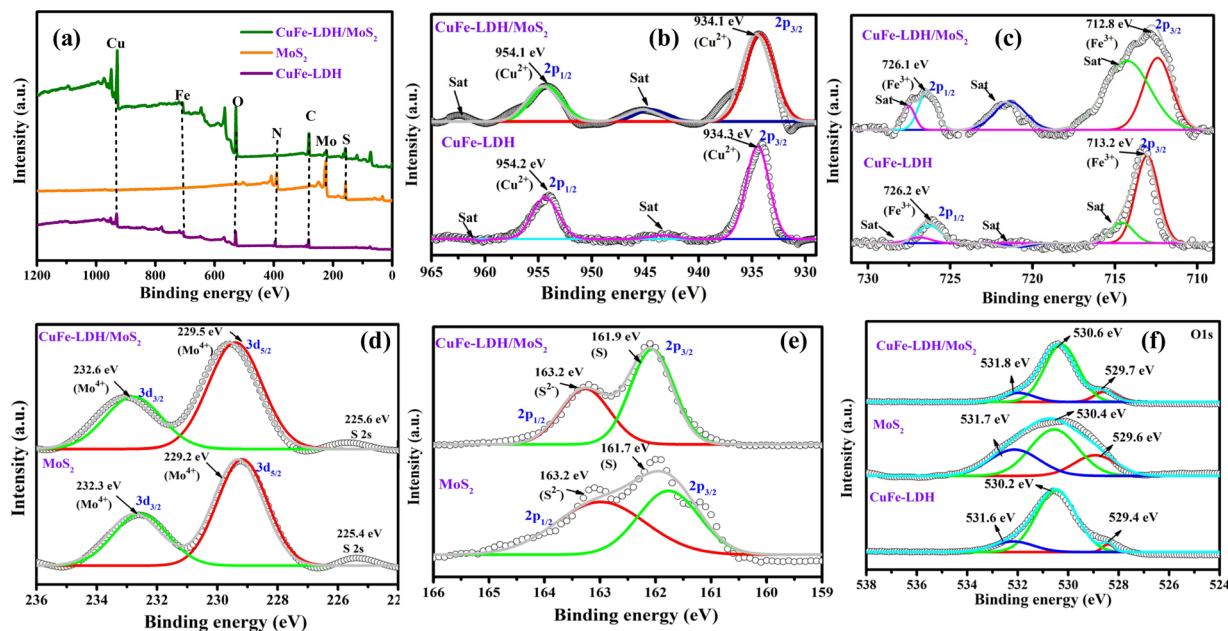 (a)
CuFe-LDH/MoS₂
MoS₂
CuFe-LDH
Cu
Fe
O
N
C
Mo
S
Intensity (a.u.)
1200 1000 800 600 400 200 0
Binding energy (eV)
(b)
CuFe-LDH/MoS₂
934.1 eV
2p3/2
(Cu²⁺)
954.1 eV
(Cu²⁺)
2p1/2
Sat
Sat
CuFe-LDH
934.3 eV
2p3/2
(Cu²⁺)
954.2 eV
2p1/2
(Cu²⁺)
Sat
Sat
Intensity (a.u.)
965 960 955 950 945 940 935 930
Binding energy (eV)
(c)
CuFe-LDH/MoS₂
712.8 eV
2p3/2
(Fe³⁺)
Sat
726.1 eV
(Fe³⁺)
2p1/2
Sat
Sat
CuFe-LDH
713.2 eV
2p3/2
(Fe³⁺)
726.2 eV
(Fe³⁺)
2p1/2
Sat
Sat
Sat
Intensity (a.u.)
730 725 720 715 710
Binding energy (eV)
CuFe-LDH/MoS₂
(d)
229.5 eV
3d5/2
(Mo⁴⁺)
232.6 eV
(Mo⁴⁺)
3d3/2
225.6 eV
S 2s
MoS₂
229.2 eV
(Mo⁴⁺)
3d5/2
232.3 eV
(Mo⁴⁺)
3d3/2
225.4 eV
S 2s
Intensity (a.u.)
236 234 232 230 228 226 22
Binding energy (eV)
(e)
CuFe-LDH/MoS₂
161.9 eV
(S)
2p3/2
163.2 eV
(S²⁻)
2p1/2
MoS₂
161.7 eV
(S)
2p3/2
163.2 eV
(S²⁻)
2p1/2
Intensity (a.u.)
166 165 164 163 162 161 160 159
Binding energy (eV)
(f)
O1s
CuFe-LDH/MoS₂
530.6 eV
531.8 eV
529.7 eV
MoS₂
530.4 eV
531.7 eV
529.6 eV
CuFe-LDH
530.2 eV
531.6 eV
529.4 eV
Intensity (a.u.)
538 536 534 532 530 528 526 524
Binding energy (eV)